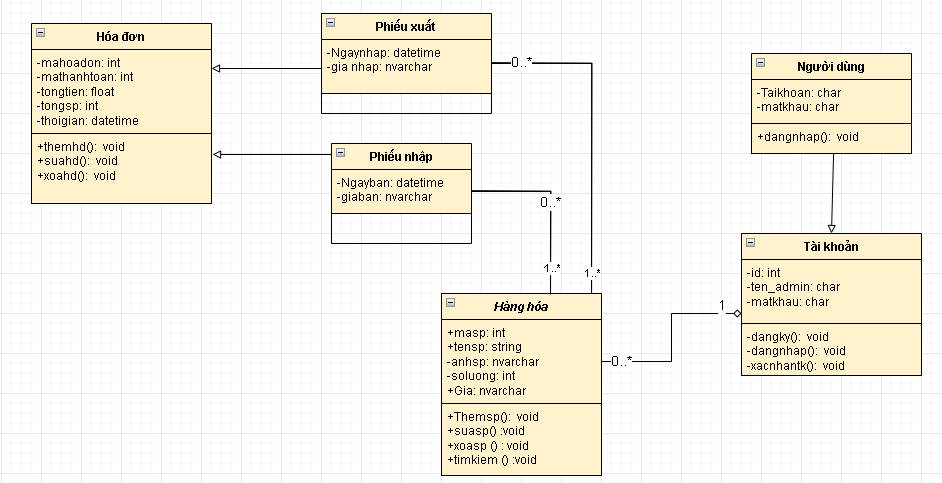 Hóa đơn
-mahoadon: int
-mathanhtoan: int
-tongtien: float
-tongsp: int
-thoigian: datetime
+themhd(): void
+suahd(): void
+xoahd(): void
Phiếu xuất
-Ngaynhap: datetime
-gia nhap: nvarchar
0..*
Phiếu nhập
-Ngayban: datetime
-giaban: nvarchar
0..*
1..*
1..*
Người dùng
-Taikhoan: char
-matkhau: char
+dangnhap(): void
Tài khoản
-id: int
-ten_admin: char
-matkhau: char
-dangky(): void
-dangnhap(): void
-xacnhantk(): void
1
0..*
Hàng hóa
+masp: int
+tensp: string
-anhsp: nvarchar
-soluong: int
+Gia: nvarchar
+Themsp(): void
+suasp() :void
+xoasp () : void
+timkiem () :void